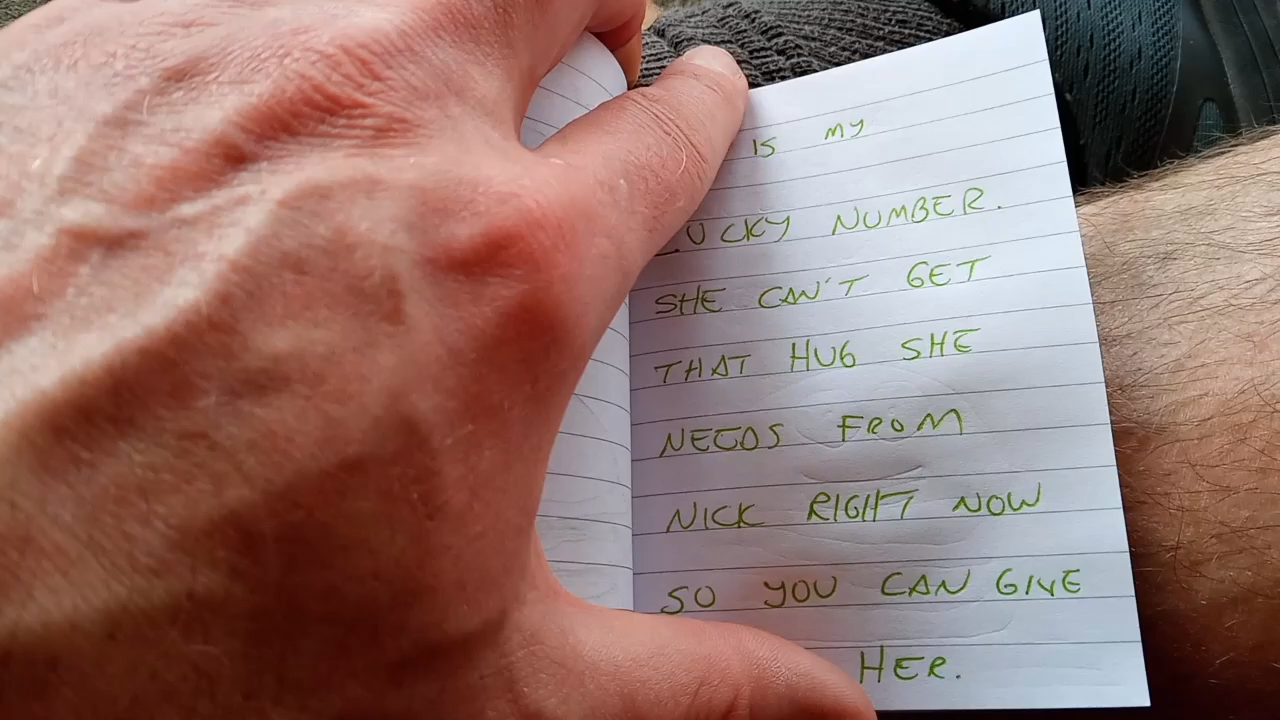 IS MY
LUCKY NUMBER.
SHE CAN'T GET
THAT HUG SHE
NEEDS FROM
NICK RIGHT NOW
SO YOU CAN GIVE
HER.